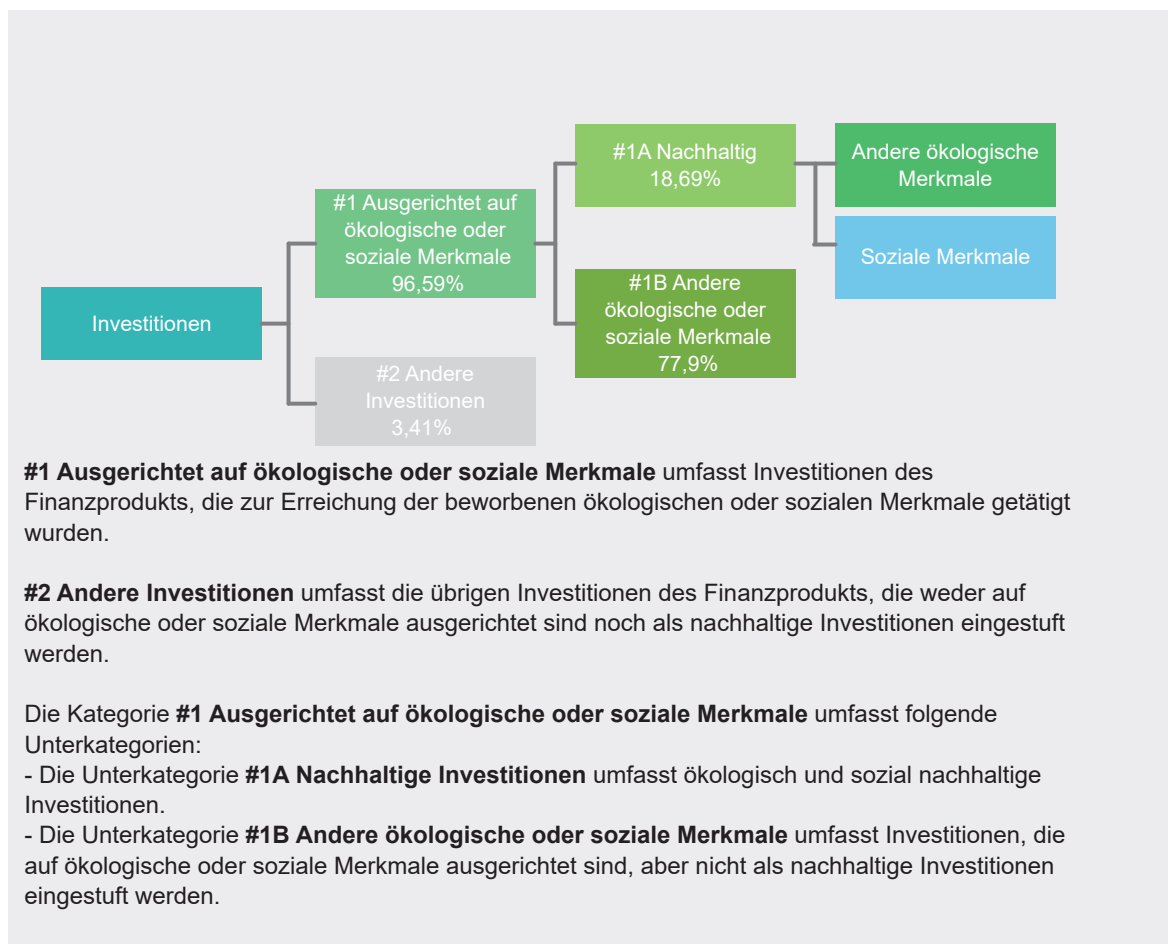 Investitionen
#1 Ausgerichtet auf
ökologische oder
soziale Merkmale
96,59%
#2 Andere
Investitionen
3,41%
#1A Nachhaltig
18,69%
#1B Andere
ökologische oder
soziale Merkmale
77,9%
Andere ökologische
Merkmale
Soziale Merkmale
#1 Ausgerichtet auf ökologische oder soziale Merkmale umfasst Investitionen des
Finanzprodukts, die zur Erreichung der beworbenen ökologischen oder sozialen Merkmale getätigt
wurden.
#2 Andere Investitionen umfasst die übrigen Investitionen des Finanzprodukts, die weder auf
ökologische oder soziale Merkmale ausgerichtet sind noch als nachhaltige Investitionen eingestuft
werden.
Die Kategorie #1 Ausgerichtet auf ökologische oder soziale Merkmale umfasst folgende
Unterkategorien:
- Die Unterkategorie #1A Nachhaltige Investitionen umfasst ökologisch und sozial nachhaltige
Investitionen.
- Die Unterkategorie #1B Andere ökologische oder soziale Merkmale umfasst Investitionen, die
auf ökologische oder soziale Merkmale ausgerichtet sind, aber nicht als nachhaltige Investitionen
eingestuft werden.